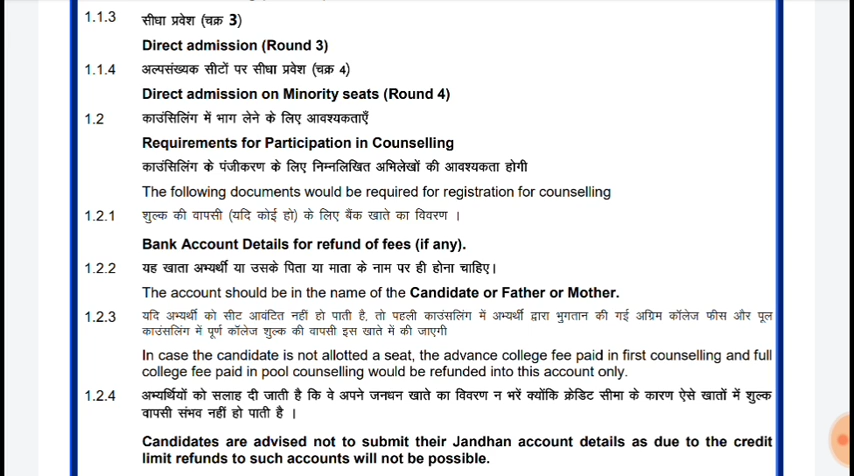 1.1.3 सीधा प्रवेश (चक्र 3)
Direct admission (Round 3)
1.1.4 अल्पसंख्यक सीटों पर सीधा प्रवेश (चक्र 4)
Direct admission on Minority seats (Round 4)
1.2 काउंसिलिंग में भाग लेने के लिए आवश्यकताएँ
Requirements for Participation in Counselling
काउंसिलिंग के पंजीकरण के लिए निम्नलिखित अभिलेखों की आवश्यकता होगी
The following documents would be required for registration for counselling
1.2.1 शुल्क की वापसी (यदि कोई हो) के लिए बैंक खाते का विवरण ।
Bank Account Details for refund of fees (if any).
1.2.2 यह खाता अभ्यर्थी या उसके पिता या माता के नाम पर ही होना चाहिए।
The account should be in the name of the Candidate or Father or Mother.
1.2.3 यदि अभ्यर्थी को सीट आवंटित नहीं हो पाती है, तो पहली काउंसिलिंग में अभ्यर्थी द्वारा भुगतान की गई अग्रिम कॉलेज फीस और पूल
काउंसलिंग में पूर्ण कॉलेज शुल्क की वापसी इस खाते में की जाएगी
In case the candidate is not allotted a seat, the advance college fee paid in first counselling and full
college fee paid in pool counselling would be refunded into this account only.
1.2.4 अभ्यर्थियों को सलाह दी जाती है कि वे अपने जनधन खाते का विवरण न भरें क्योंकि क्रेडिट सीमा के कारण ऐसे खातों में शुल्क
वापसी संभव नहीं हो पाती है ।
Candidates are advised not to submit their Jandhan account details as due to the credit
limit refunds to such accounts will not be possible.